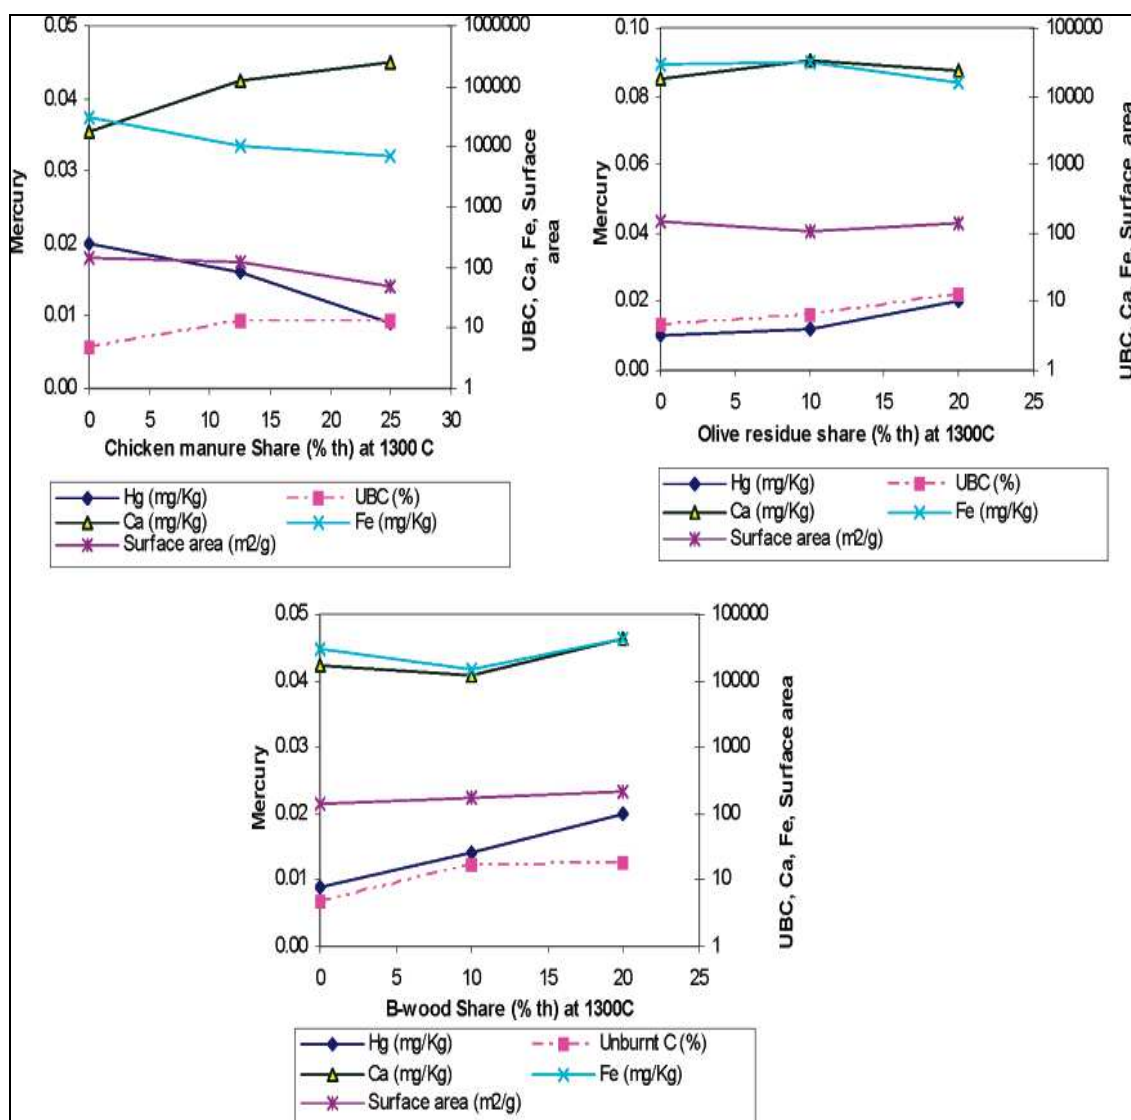 0.05
0.04
0.03
0.02
0.01
0.00
Mercury
1000000
100000
10000
1000
100
10
1
UBC, Ca, Fe, Surface
area
0 5 10 15 20 25 30
Chicken manure Share (% th) at 1300 C
Hg (mg/Kg) UBC (%)
Ca (mg/Kg) Fe (mg/Kg)
Surface area (m2/g)
0.10
0.08
0.06
0.04
0.02
0.00
Mercury
100000
10000
1000
100
10
1
UBC, Ca, Fe, Surface area
0 5 10 15 20 25
Olive residue share (% th) at 1300C
Hg (mg/Kg) UBC (%)
Ca (mg/Kg) Fe (mg/Kg)
Surface area (m2/g)
0.05
0.04
0.03
0.02
0.01
0.00
Mercury
100000
10000
1000
100
10
1
UBC, Ca, Fe, Surface area
0 5 10 15 20 25
B-wood Share (% th) at 1300C
Hg (mg/Kg) Unburnt C (%)
Ca (mg/Kg) Fe (mg/Kg)
Surface area (m2/g)